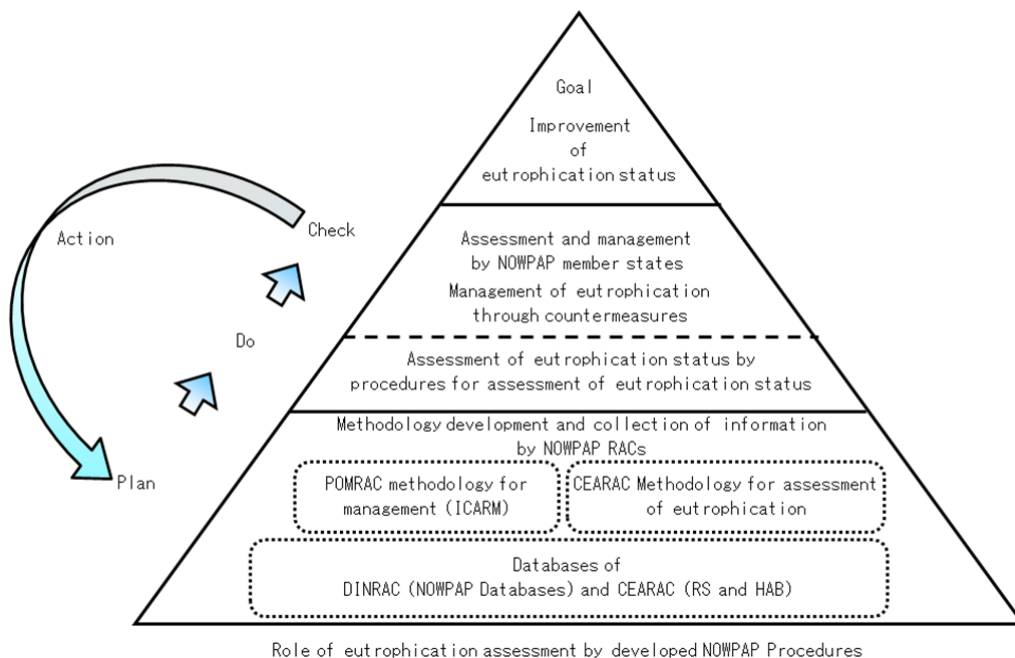 Goal
Improvement
of
eutrophication status
Action
Check
Do
Plan
Assessment and management
by NOWPAP member states
Management of eutrophication
through countermeasures
Assessment of eutrophication status by
procedures for assessment of eutrophication status
Methodology development and collection of information
by NOWPAP RACs
POMRAC methodology for
management (ICARM)
CEARAC Methodology for assessment
of eutrophication
Databases of
DINRAC (NOWPAP Databases) and CEARAC (RS and HAB)
Role of eutrophication assessment by developed NOWPAP Procedures